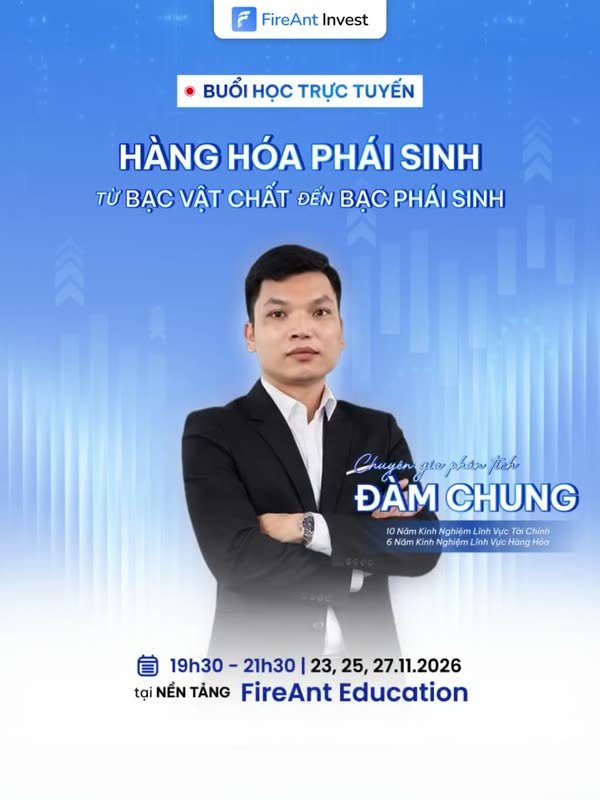 FireAnt Invest
BUỔI HỌC TRỰC TUYẾN
HÀNG HÓA PHÁI SINH
TỪ BẠC VẬT CHẤT ĐẾN BẠC PHÁI SINH
Chuyên gia phân tích
ĐÀM CHUNG
10 Năm Kinh Nghiệm Lĩnh Vực Tài Chính
6 Năm Kinh Nghiệm Lĩnh Vực Hàng Hóa
19h30 - 21h30 | 23, 25, 27.11.2026
tại NỀN TẢNG FireAnt Education